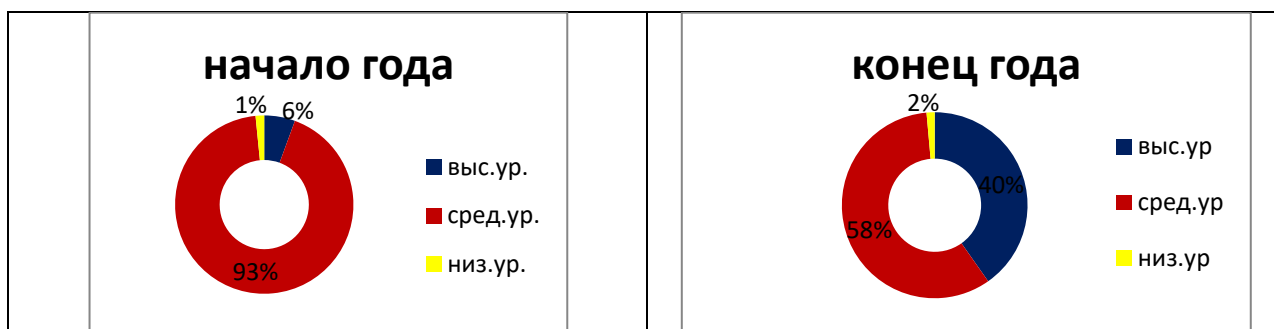 начало года
1%
6%
93%
выс.ур.
сред.ур.
низ.ур.
конец года
2%
40%
58%
выс.ур
сред.ур
низ.ур